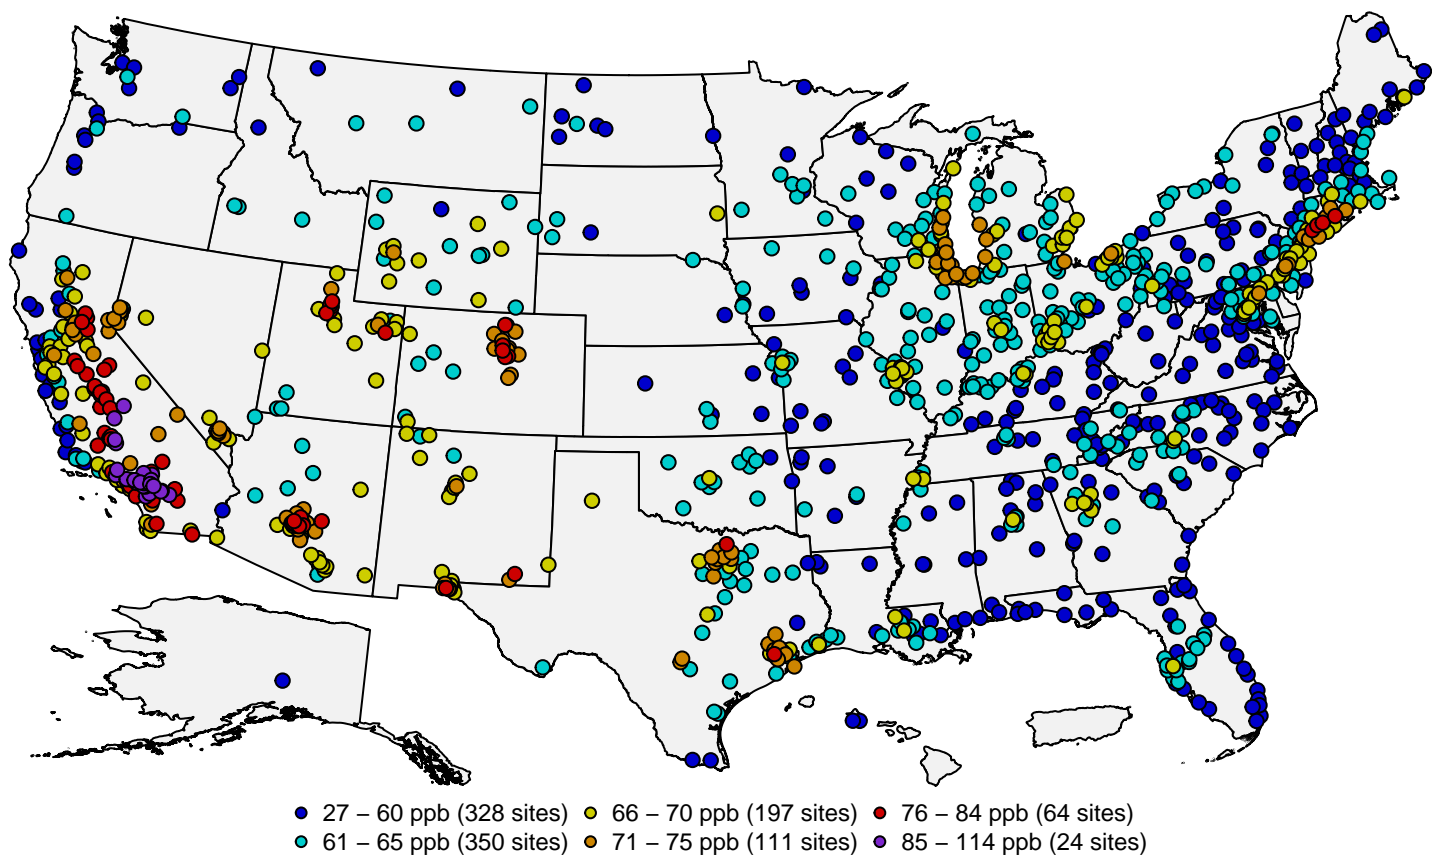 27 – 60 ppb (328 sites) 66 – 70 ppb (197 sites) 76 – 84 ppb (64 sites)
61 – 65 ppb (350 sites) 71 – 75 ppb (111 sites) 85 – 114 ppb (24 sites)